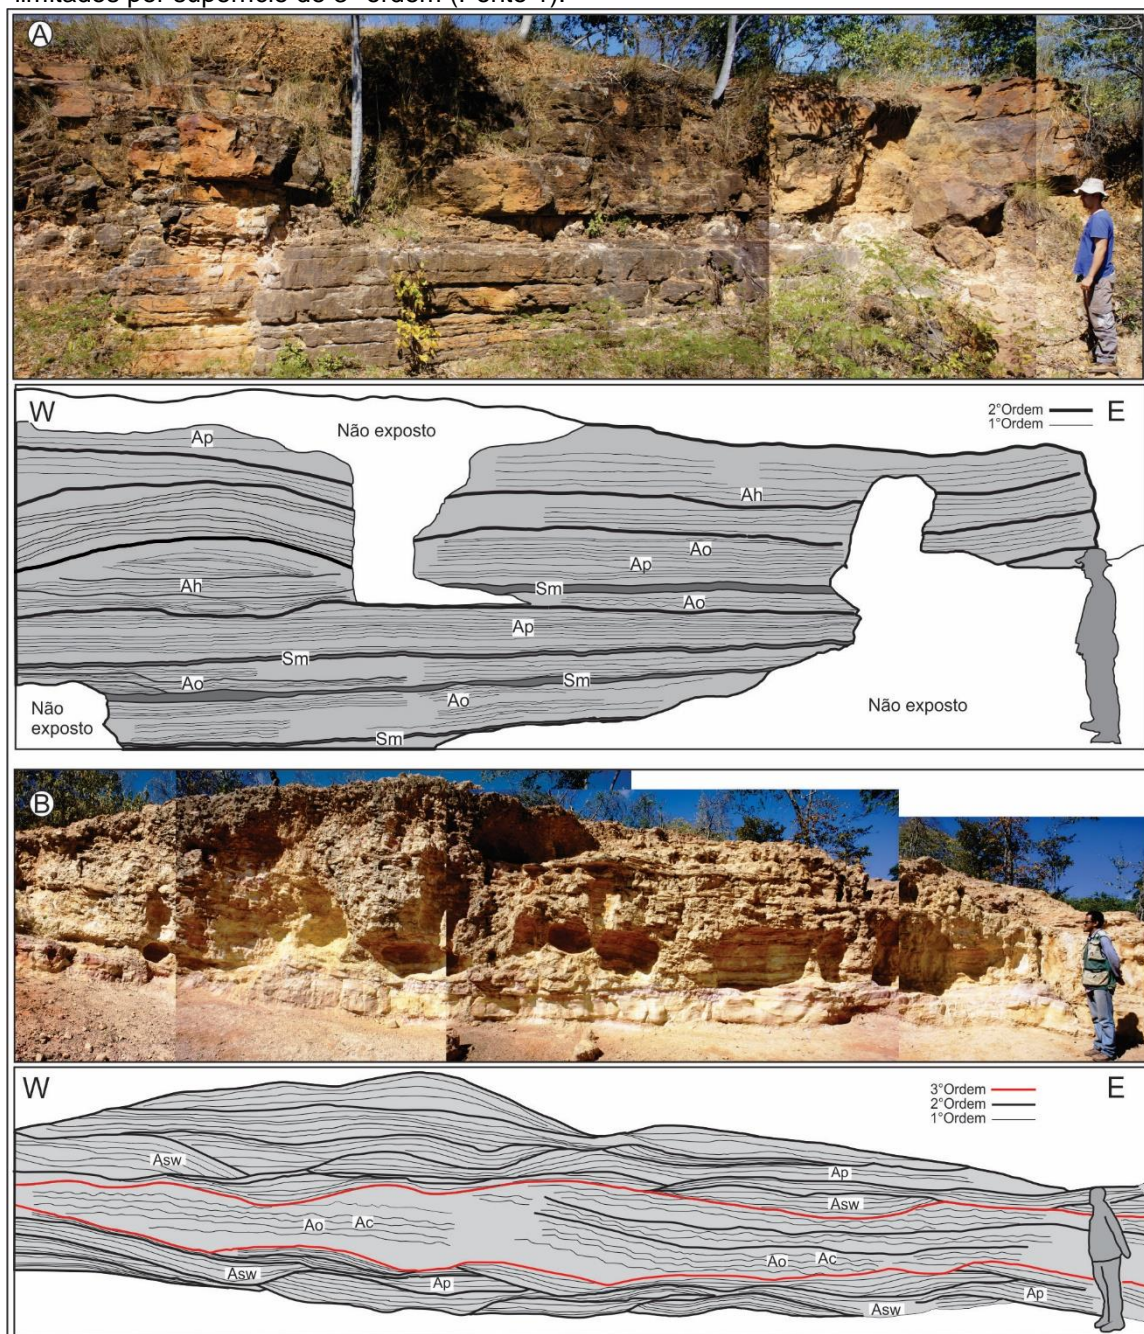 limitados por superfície de 3ª ordem (Ponto 1).
A
W
E
Não exposto
2°Ordem
1°Ordem
Ap
Ah
Ao
Ap
Ah
Sm
Ao
Ap
Sm
Ao
Sm
Ao
Não exposto
Não
exposto
Sm
B
W
E
3°Ordem
2°Ordem
1°Ordem
Asw
Ap
Asw
Ao
Ac
Ao
Ac
Asw
Ap
Ap
Asw